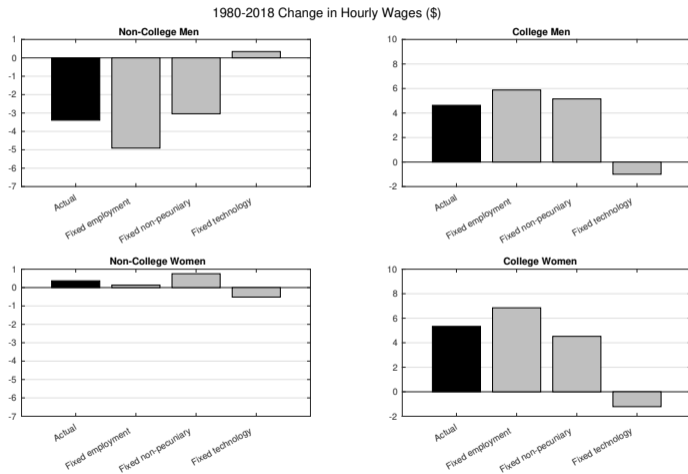 1980-2018 Change in Hourly Wages ($)
Non-College Men
1
0
-1
-2
-3
-4
-5
-6
-7
Actual
Fixed employment
Fixed non-pecuniary
Fixed technology
College Men
10
8
6
4
2
0
-2
Actual
Fixed employment
Fixed non-pecuniary
Fixed technology
Non-College Women
1
0
-1
-2
-3
-4
-5
-6
-7
Actual
Fixed employment
Fixed non-pecuniary
Fixed technology
College Women
10
8
6
4
2
0
-2
Actual
Fixed employment
Fixed non-pecuniary
Fixed technology